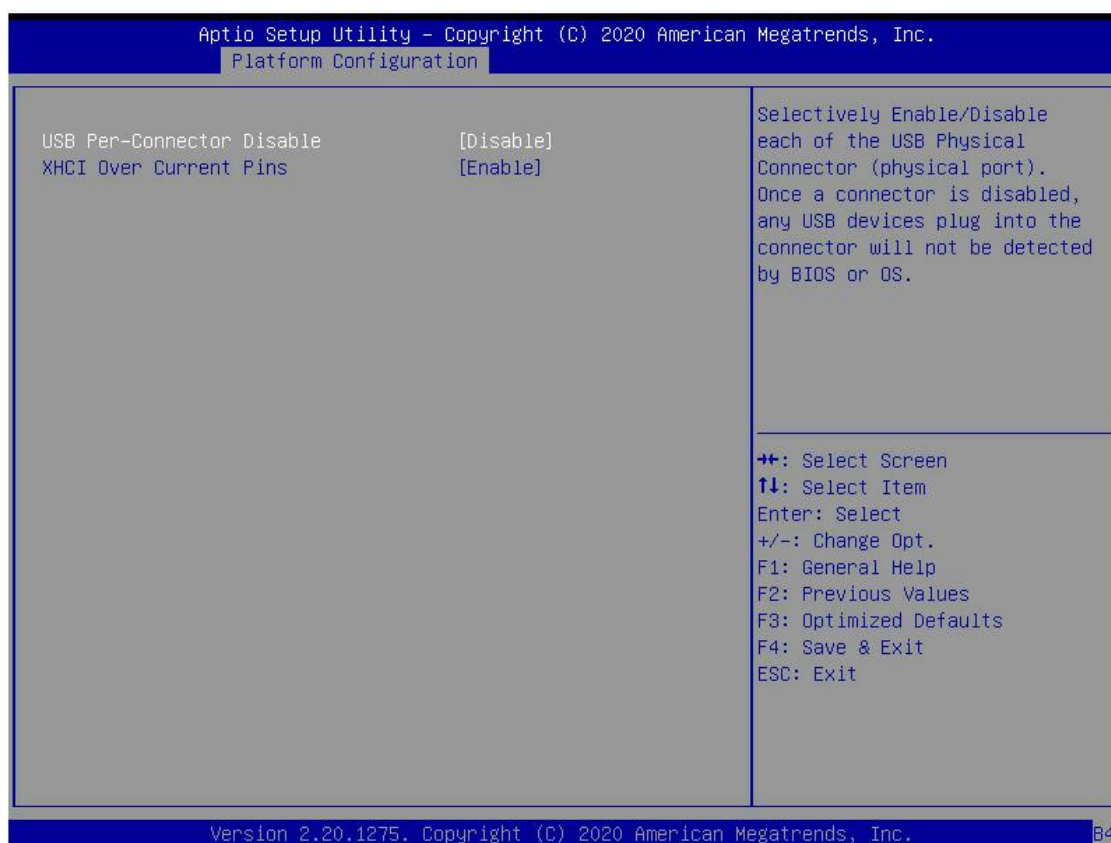 Aptio Setup Utility – Copyright (C) 2020 American Megatrends, Inc.
Platform Configuration
USB Per-Connector Disable [Disable]
XHCI Over Current Pins [Enable]
Selectively Enable/Disable
each of the USB Physical
Connector (physical port).
Once a connector is disabled,
any USB devices plug into the
connector will not be detected
by BIOS or OS.
→←: Select Screen
↑↓: Select Item
Enter: Select
+/-: Change Opt.
F1: General Help
F2: Previous Values
F3: Optimized Defaults
F4: Save & Exit
ESC: Exit
Version 2.20.1275. Copyright (C) 2020 American Megatrends, Inc.
B4